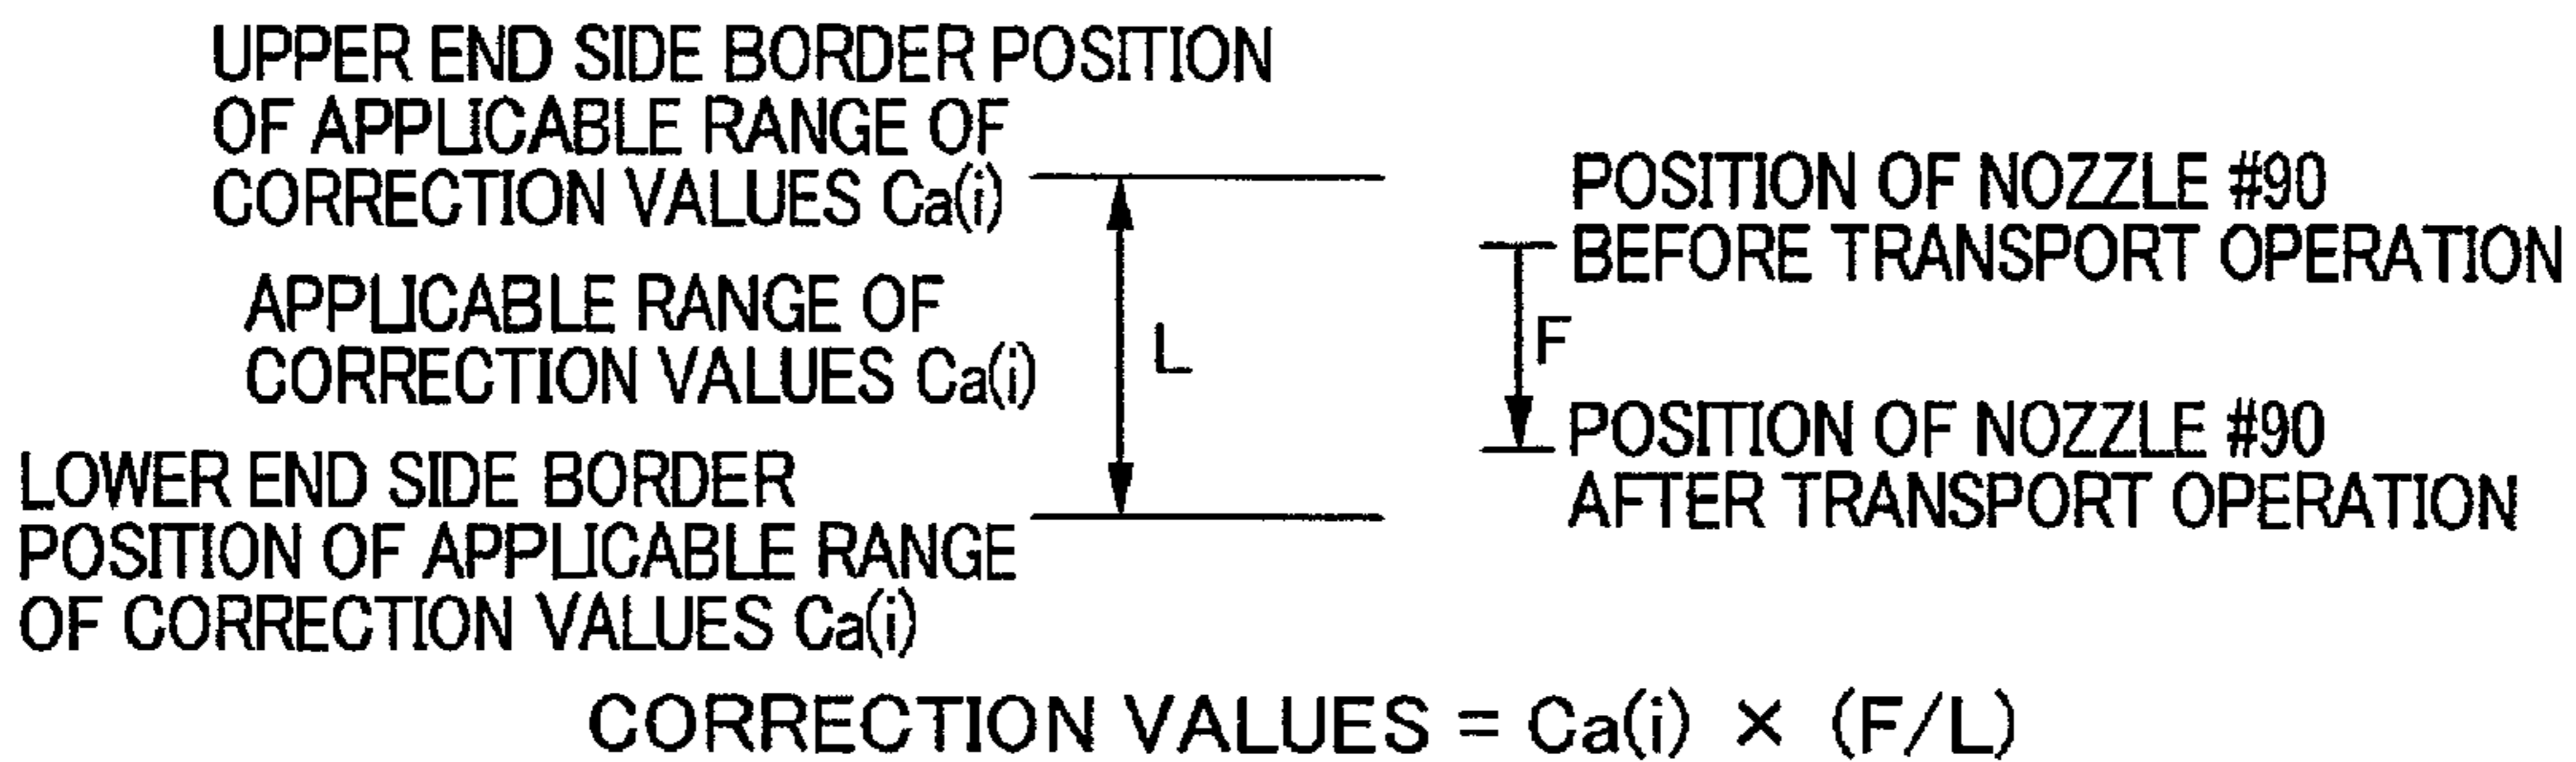 UPPER END SIDE BORDER POSITION
OF APPLICABLE RANGE OF
CORRECTION VALUES Ca(i)
APPLICABLE RANGE OF
CORRECTION VALUES Ca(i)
L
LOWER END SIDE BORDER
POSITION OF APPLICABLE RANGE
OF CORRECTION VALUES Ca(i)
POSITION OF NOZZLE #90
BEFORE TRANSPORT OPERATION
F
POSITION OF NOZZLE #90
AFTER TRANSPORT OPERATION
CORRECTION VALUES = Ca(i) × (F/L)